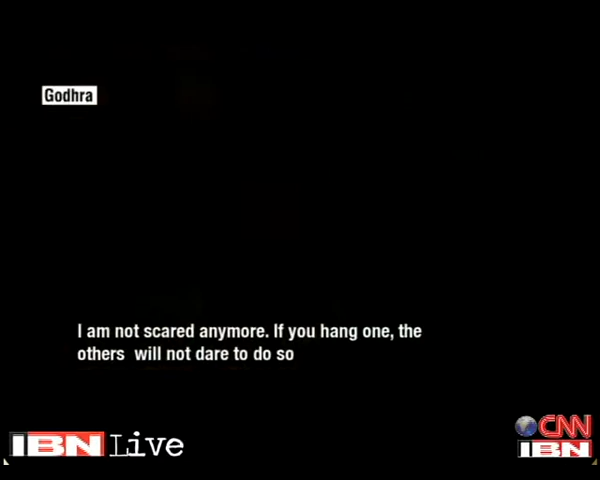 Godhra
I am not scared anymore. If you hang one, the
others will not dare to do so
IBN Live
CNN
IBN